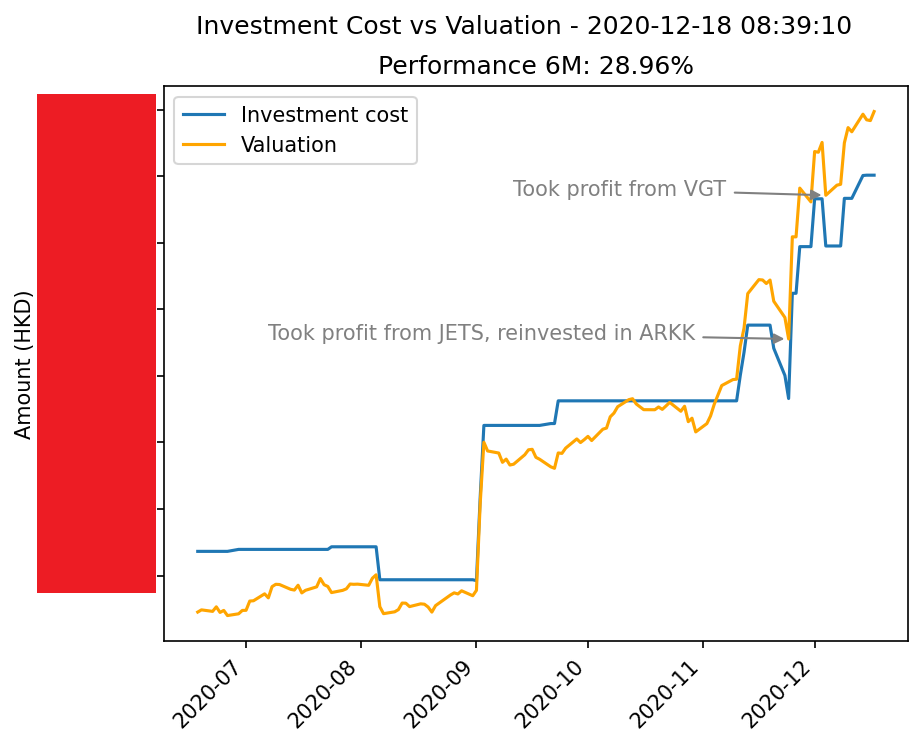 Investment Cost vs Valuation - 2020-12-18 08:39:10
Performance 6M: 28.96%
Investment cost
Valuation
Took profit from VGT
Took profit from JETS, reinvested in ARKK
Amount (HKD)
2020-07
2020-08
2020-09
2020-10
2020-11
2020-12